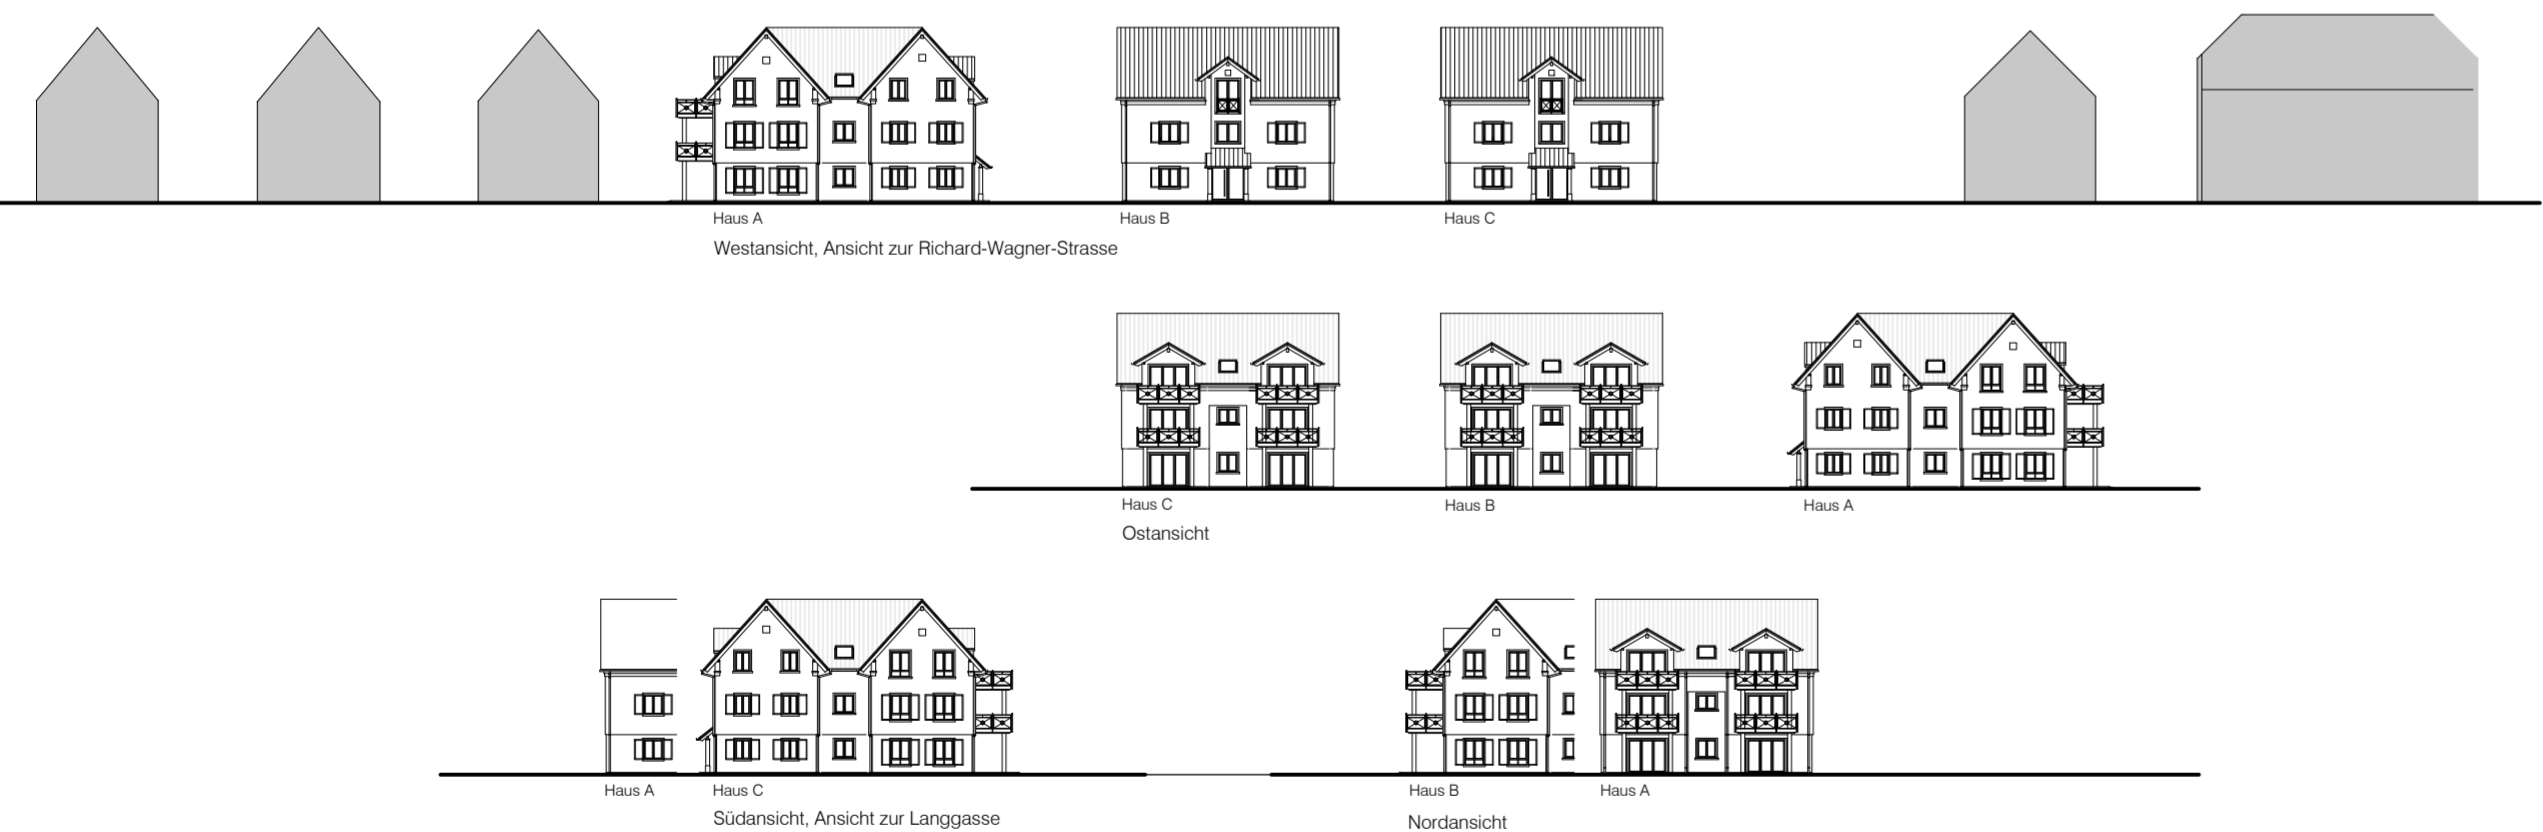 Haus A
Haus B
Haus C
Westansicht, Ansicht zur Richard-Wagner-Strasse
Haus C
Haus B
Haus A
Ostansicht
Haus A
Haus C
Südansicht, Ansicht zur Langgasse
Haus B
Haus A
Nordansicht